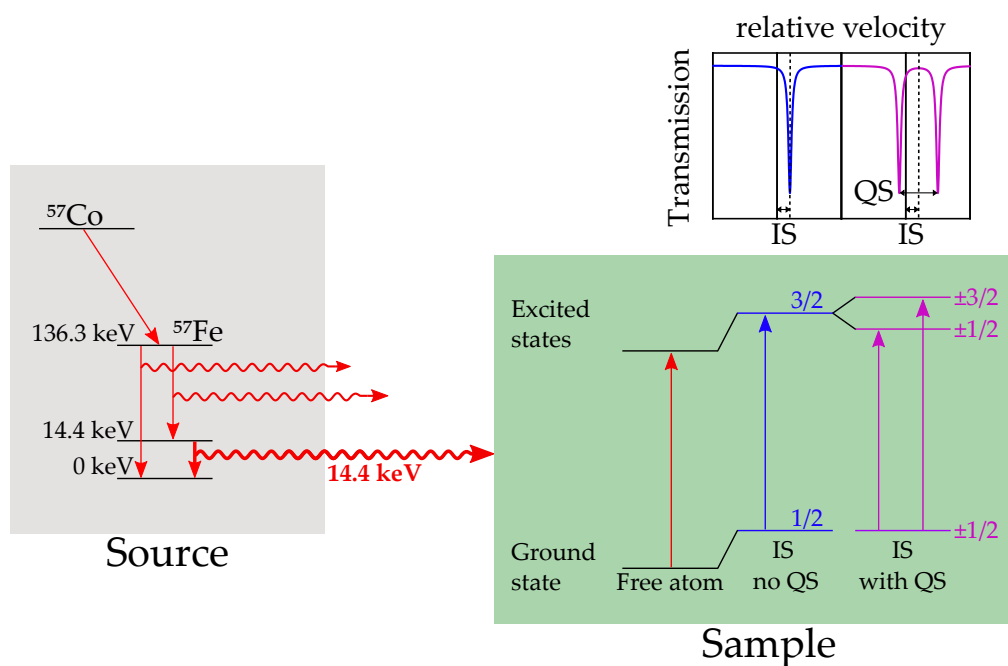 relative velocity
Transmission
QS
IS
IS
⁵⁷Co
136.3 keV
⁵⁷Fe
14.4 keV
0 keV
14.4 keV
Source
Excited
states
3/2
±3/2
±1/2
1/2
±1/2
Ground
state
Free atom
IS
no QS
IS
with QS
Sample